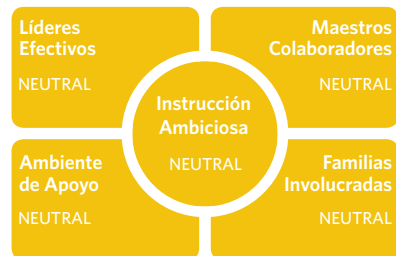 Líderes
Efectivos
NEUTRAL
Maestros
Colaboradores
NEUTRAL
Instrucción
Ambiciosa
NEUTRAL
Ambiente
de Apoyo
NEUTRAL
Familias
Involucradas
NEUTRAL